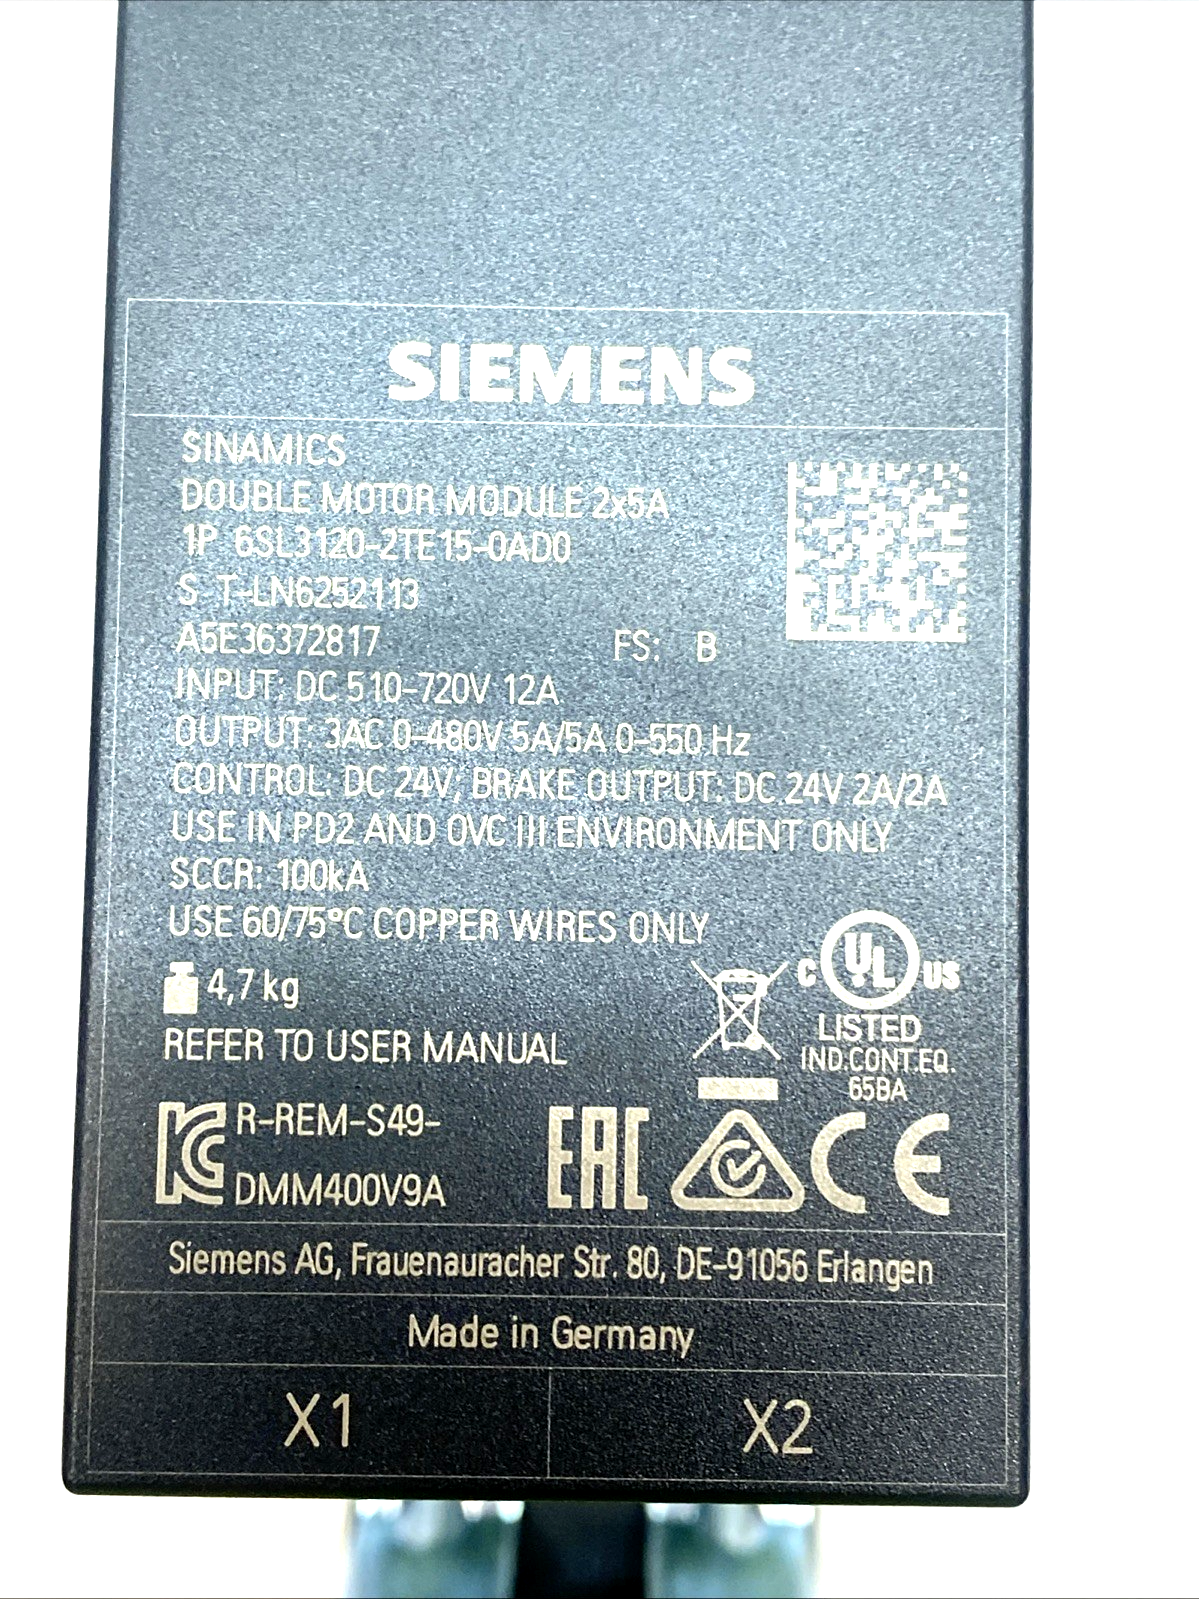 SIEMENS
SINAMICS
DOUBLE MOTOR MODULE 2x5A
1P 6SL3120-2TE15-0AD0
S T-LN6252113
A5E36372817 FS: B
INPUT: DC 510-720V 12A
OUTPUT: 3AC 0-480V 5A/5A 0-550 Hz
CONTROL: DC 24V; BRAKE OUTPUT: DC 24V 2A/2A
USE IN PD2 AND OVC III ENVIRONMENT ONLY
SCCR: 100kA
USE 60/75°C COPPER WIRES ONLY
4,7 kg
C UL US
LISTED
REFER TO USER MANUAL
IND.CONT.EQ.
65BA
KC R-REM-S49-
DMM400V9A
EAC CE
Siemens AG, Frauenauracher Str. 80, DE-91056 Erlangen
Made in Germany
X1 X2